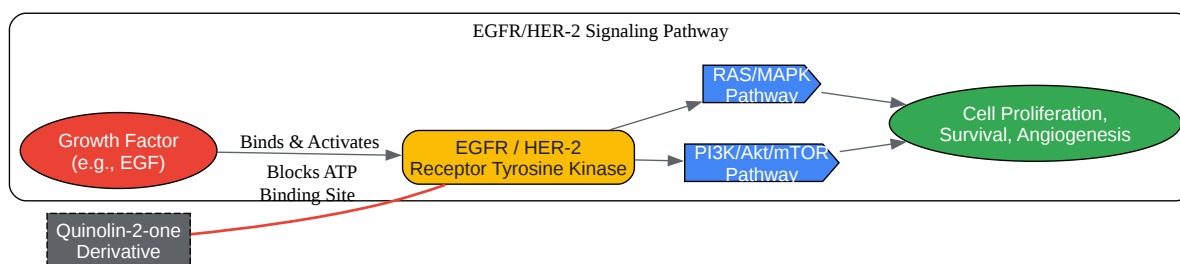 EGFR/HER-2 Signaling Pathway
Growth Factor
(e.g., EGF)
Binds & Activates
Blocks ATP
Binding Site
EGFR / HER-2
Receptor Tyrosine Kinase
RAS/MAPK
Pathway
PI3K/Akt/mTOR
Pathway
Cell Proliferation,
Survival, Angiogenesis
Quinolin-2-one
Derivative